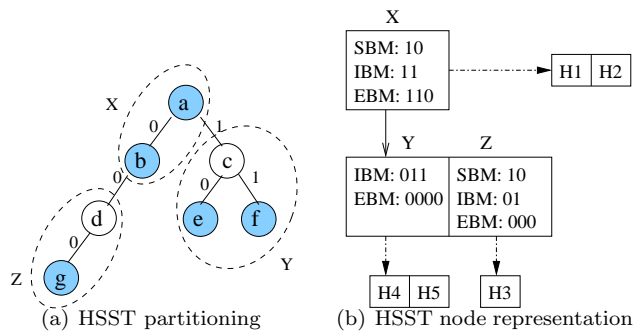 X
SBM: 10
IBM: 11
EBM: 110
H1 H2
a
X
0
1
b
c
0
0
1
d
e
f
0
g
Z
Y
Y
Z
IBM: 011
EBM: 0000
SBM: 10
IBM: 01
EBM: 000
H4 H5
H3
(a) HSST partitioning
(b) HSST node representation